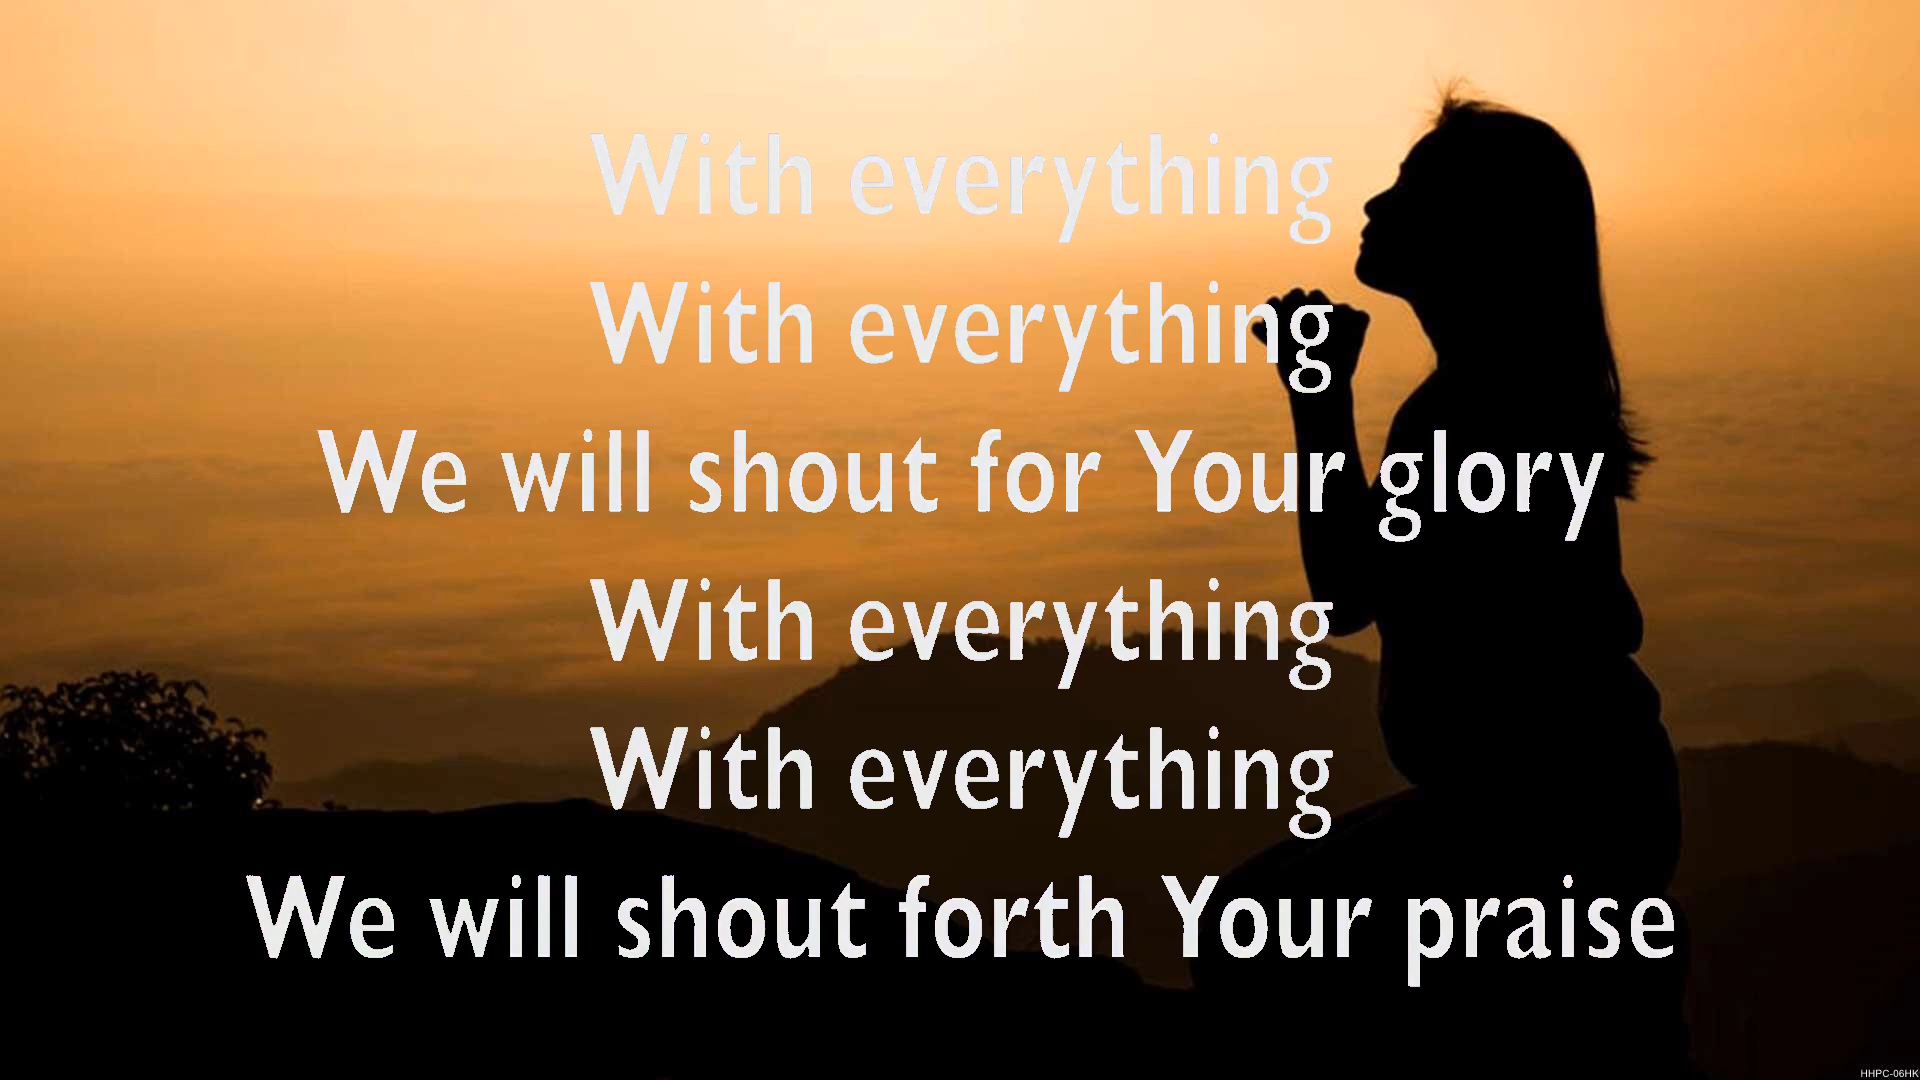 With everything
With everything
We will shout for Your glory
With everything
With everything
We will shout forth Your praise
HHPC-06HK